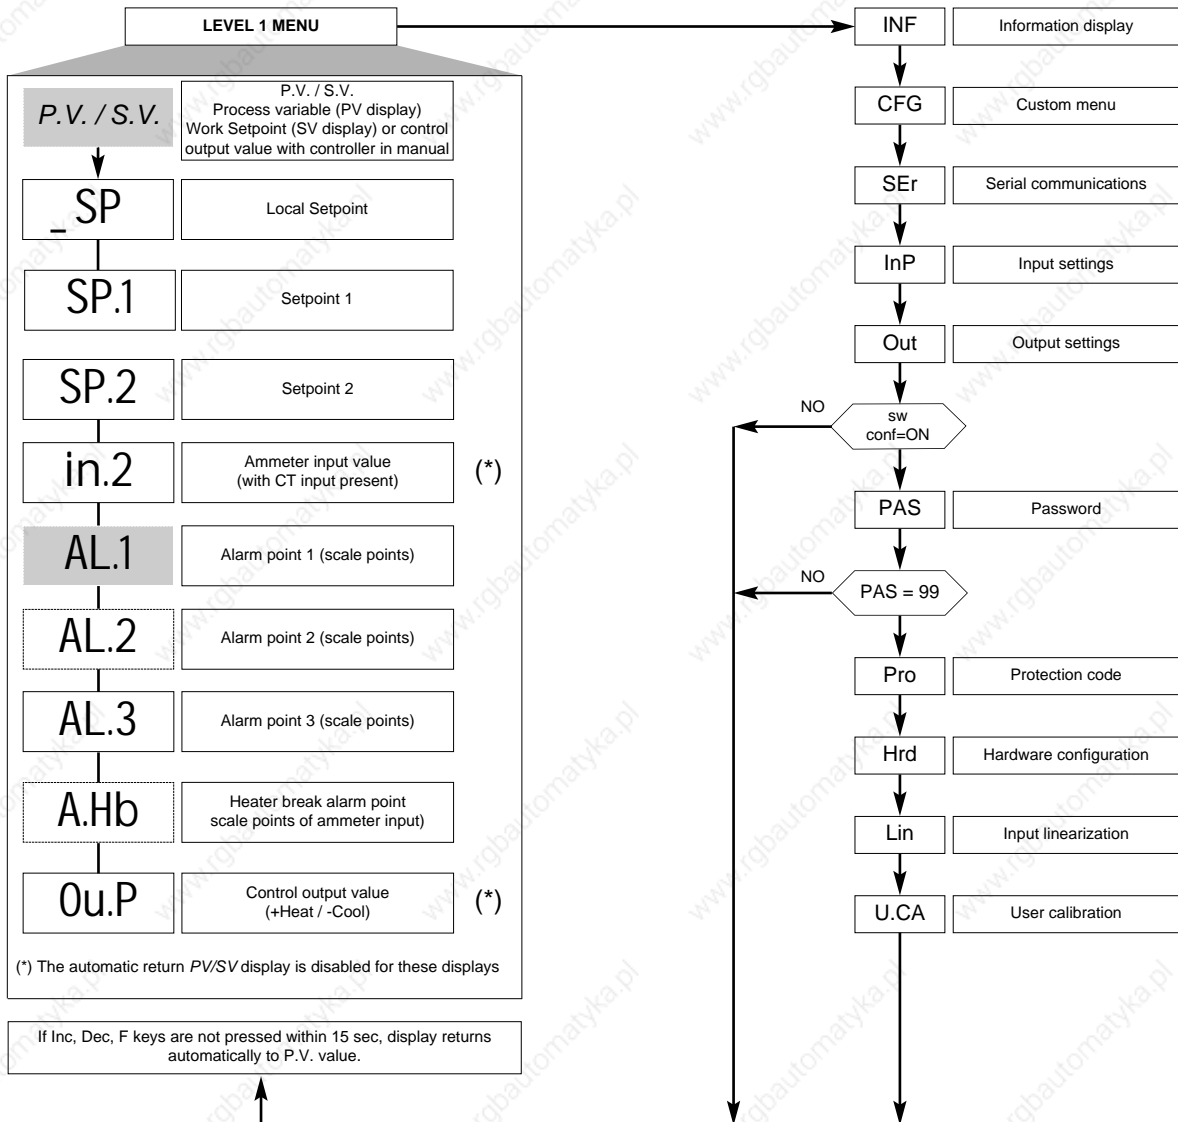 LEVEL 1 MENU
P.V. / S.V.
P.V. / S.V.
Process variable (PV display)
Work Setpoint (SV display) or control
output value with controller in manual
_ SP
Local Setpoint
SP.1
Setpoint 1
SP.2
Setpoint 2
in.2
Ammeter input value
(with CT input present)
(*)
AL.1
Alarm point 1 (scale points)
AL.2
Alarm point 2 (scale points)
AL.3
Alarm point 3 (scale points)
A.Hb
Heater break alarm point
scale points of ammeter input)
0u.P
Control output value
(+Heat / -Cool)
(*)
(*) The automatic return PV/SV display is disabled for these displays
If Inc, Dec, F keys are not pressed within 15 sec, display returns
automatically to P.V. value.
INF
Information display
CFG
Custom menu
SEr
Serial communications
InP
Input settings
Out
Output settings
NO
sw
conf=ON
PAS
Password
NO
PAS = 99
Pro
Protection code
Hrd
Hardware configuration
Lin
Input linearization
U.CA
User calibration
www.rgbautomatyka.pl